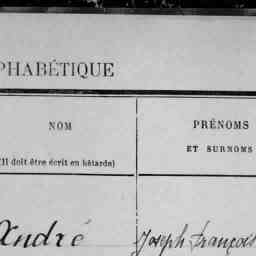 PHABÉTIQUE
NOM
PRÉNOMS
ET SURNOMS
(Il doit être écrit en bâtarde)
André
Joseph François